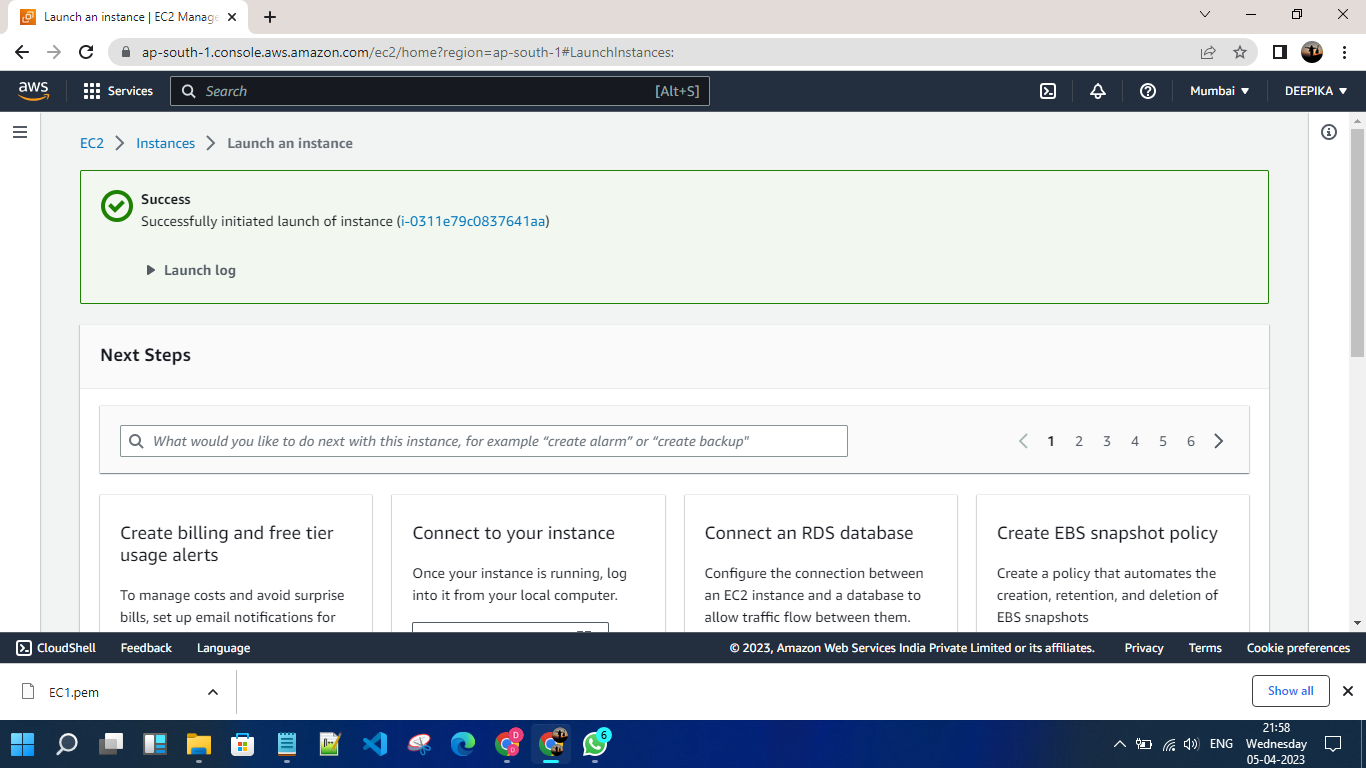 Launch an instance | EC2 Manage
ap-south-1.console.aws.amazon.com/ec2/home?region=ap-south-1#LaunchInstances:
aws
Services
Search
[Alt+S]
Mumbai
DEEPIKA
EC2
Instances
Launch an instance
Success
Successfully initiated launch of instance (i-0311e79c0837641aa)
Launch log
Next Steps
What would you like to do next with this instance, for example “create alarm” or “create backup"
1 2 3 4 5 6
Create billing and free tier
usage alerts
To manage costs and avoid surprise
bills, set up email notifications for
Connect to your instance
Once your instance is running, log
into it from your local computer.
Connect an RDS database
Configure the connection between
an EC2 instance and a database to
allow traffic flow between them.
Create EBS snapshot policy
Create a policy that automates the
creation, retention, and deletion of
EBS snapshots
CloudShell
Feedback
Language
© 2023, Amazon Web Services India Private Limited or its affiliates.
Privacy
Terms
Cookie preferences
EC1.pem
Show all
D
D
6
ENG
21:58
Wednesday
05-04-2023